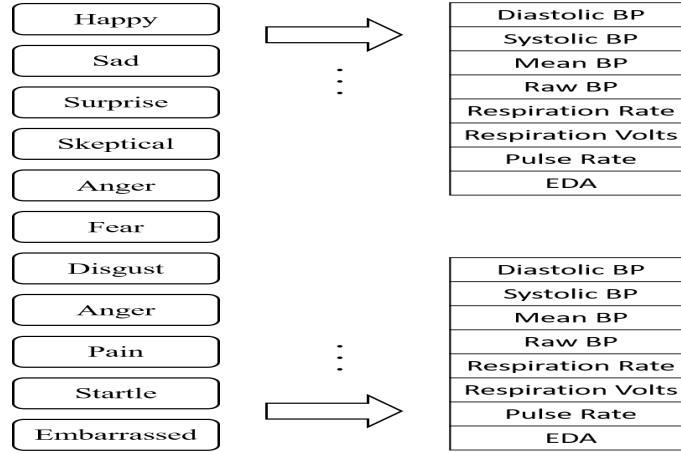 Happy
Sad
Surprise
Skeptical
Anger
Fear
Disgust
Anger
Pain
Startle
Embarrassed
Diastolic BP
Systolic BP
Mean BP
Raw BP
Respiration Rate
Respiration Volts
Pulse Rate
EDA
Diastolic BP
Systolic BP
Mean BP
Raw BP
Respiration Rate
Respiration Volts
Pulse Rate
EDA